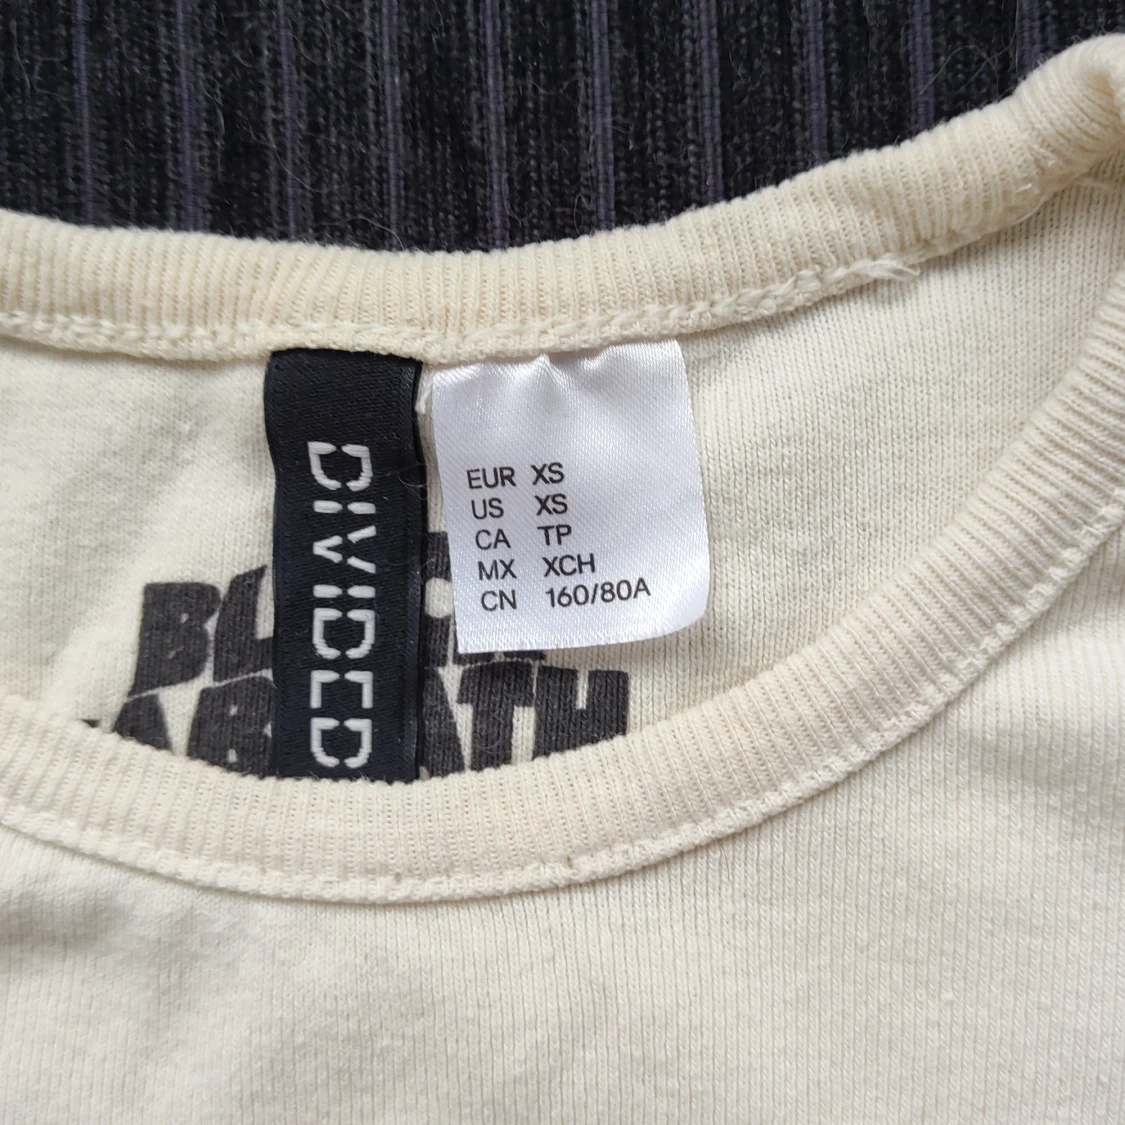 DIVIDED
EUR XS
US XS
CA TP
MX XCH
CN 160/80A